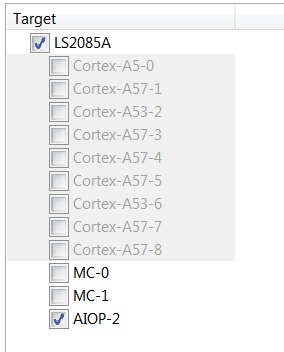 Target
LS2085A
Cortex-A5-0
Cortex-A57-1
Cortex-A53-2
Cortex-A57-3
Cortex-A57-4
Cortex-A57-5
Cortex-A53-6
Cortex-A57-7
Cortex-A57-8
MC-0
MC-1
AIOP-2